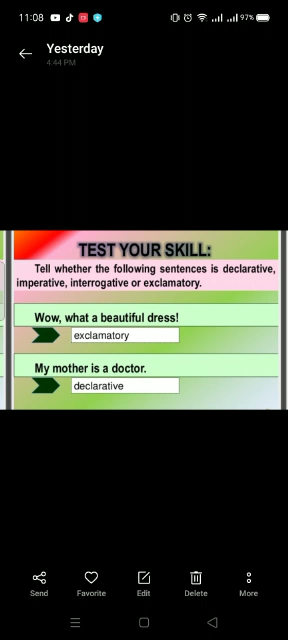 11:08
97%
Yesterday
4:44 PM
TEST YOUR SKILL:
Tell whether the following sentences is declarative,
imperative, interrogative or exclamatory.
Wow, what a beautiful dress!
exclamatory
My mother is a doctor.
declarative
Send Favorite Edit Delete More